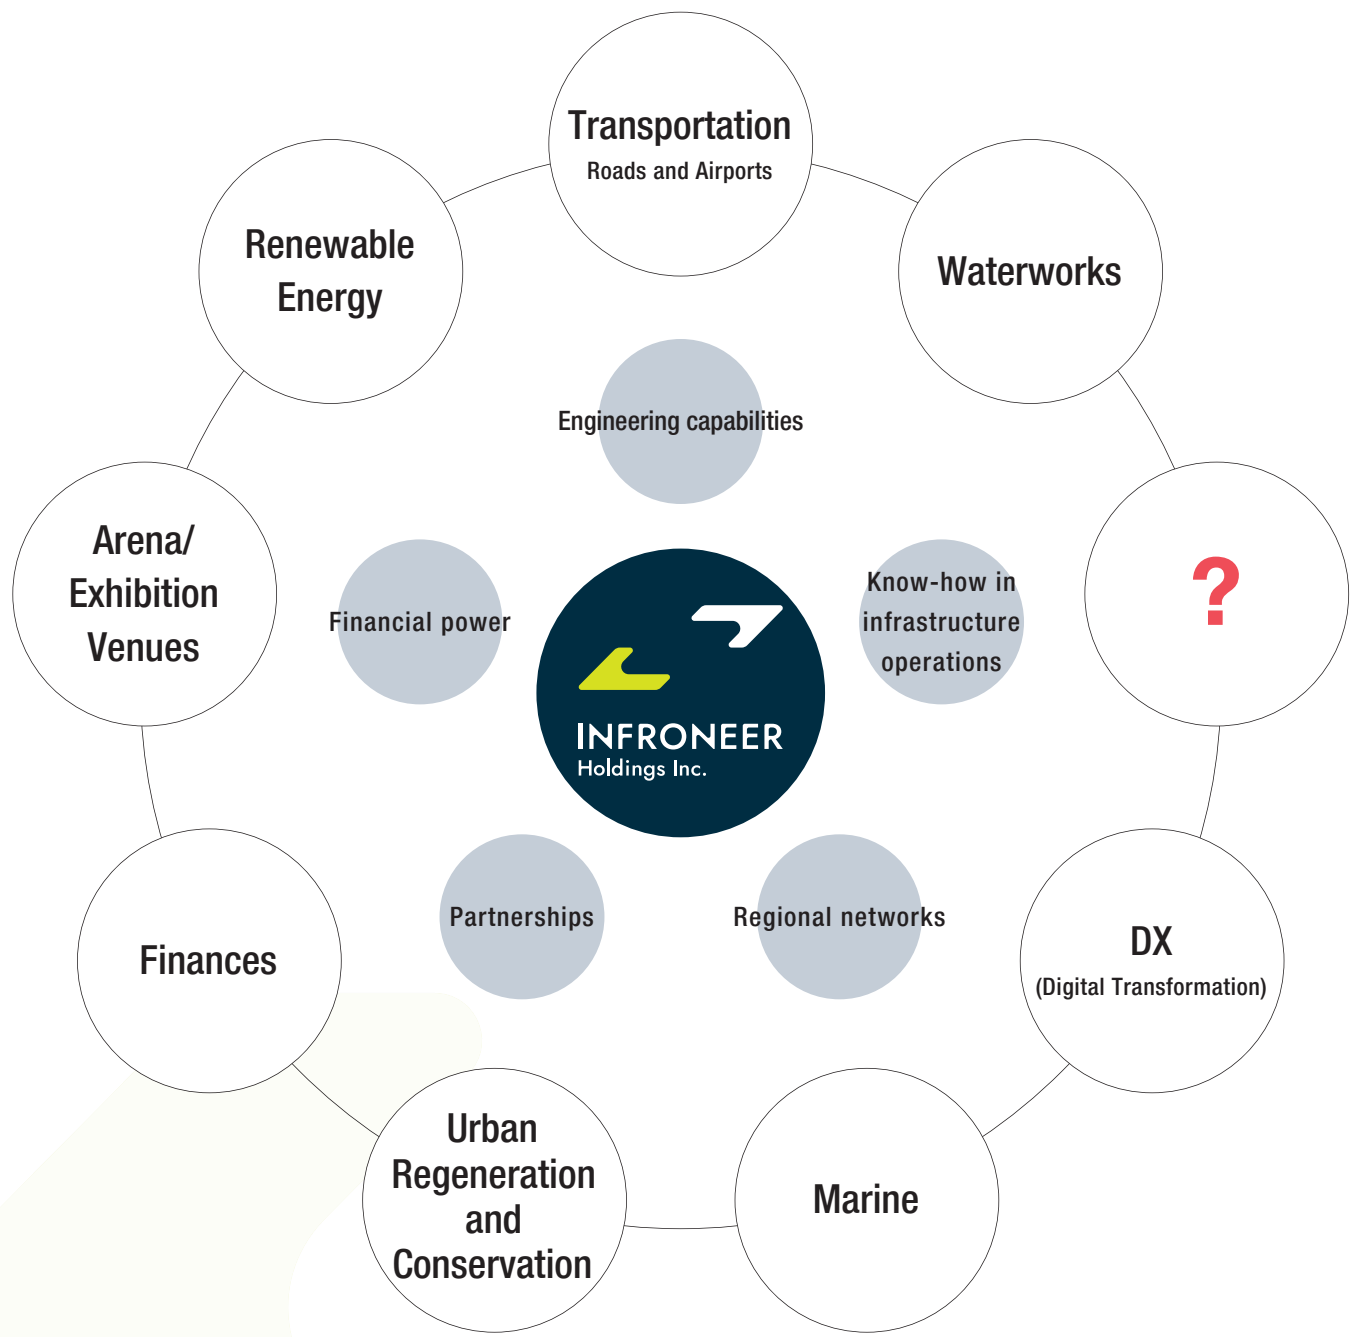 Transportation
Roads and Airports
Renewable
Energy
Waterworks
Engineering capabilities
Arena/
Exhibition
Venues
Financial power
Know-how in
infrastructure
operations
?
INFRONEER
Holdings Inc.
Partnerships
Regional networks
Finances
DX
(Digital Transformation)
Urban
Regeneration
and
Conservation
Marine